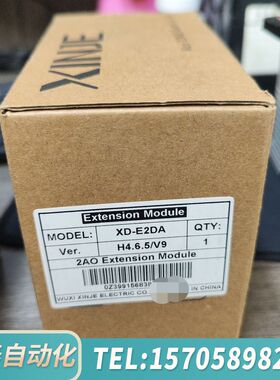 XINJE
Extension Module
MODEL: XD-E2DA QTY:
Ver. H4.6.5/V9 1
2AO Extension Module
WUXI XINJE ELECTRIC CO
IN CHINA
自动化 TEL:157058982